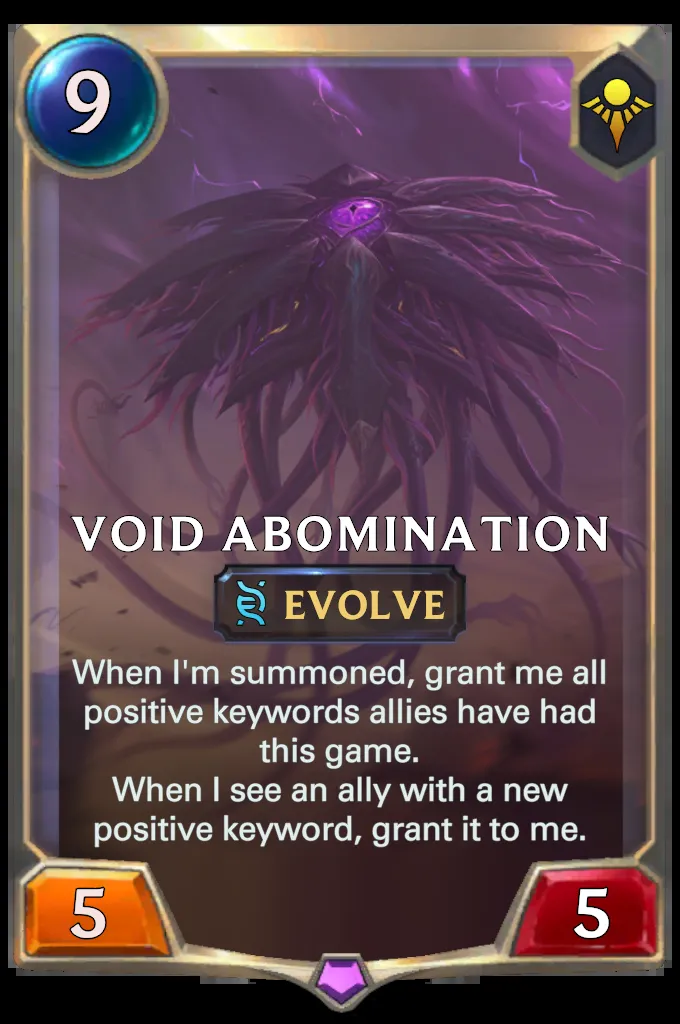 9
VOID ABOMINATION
EVOLVE
When I'm summoned, grant me all
positive keywords allies have had
this game.
When I see an ally with a new
positive keyword, grant it to me.
5
5